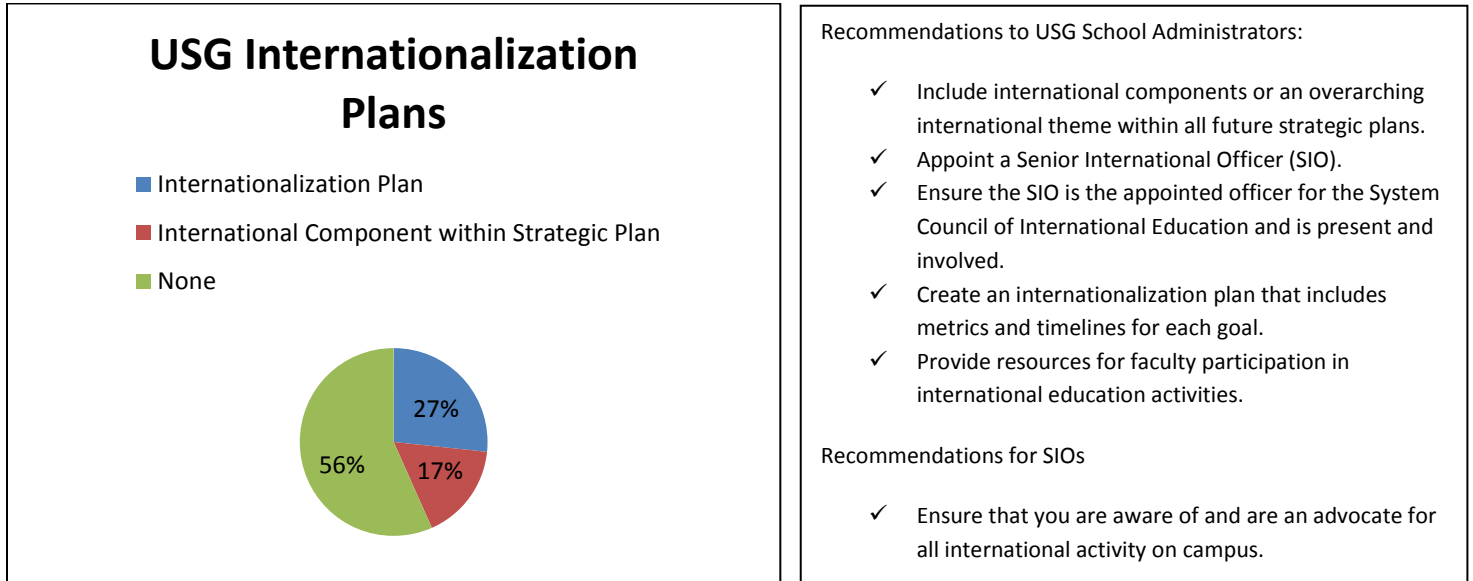 USG Internationalization
Plans
Internationalization Plan
International Component within Strategic Plan
None
27%
17%
56%
Recommendations to USG School Administrators:
✓ Include international components or an overarching
international theme within all future strategic plans.
✓ Appoint a Senior International Officer (SIO).
✓ Ensure the SIO is the appointed officer for the System
Council of International Education and is present and
involved.
✓ Create an internationalization plan that includes
metrics and timelines for each goal.
✓ Provide resources for faculty participation in
international education activities.
Recommendations for SIOs
✓ Ensure that you are aware of and are an advocate for
all international activity on campus.